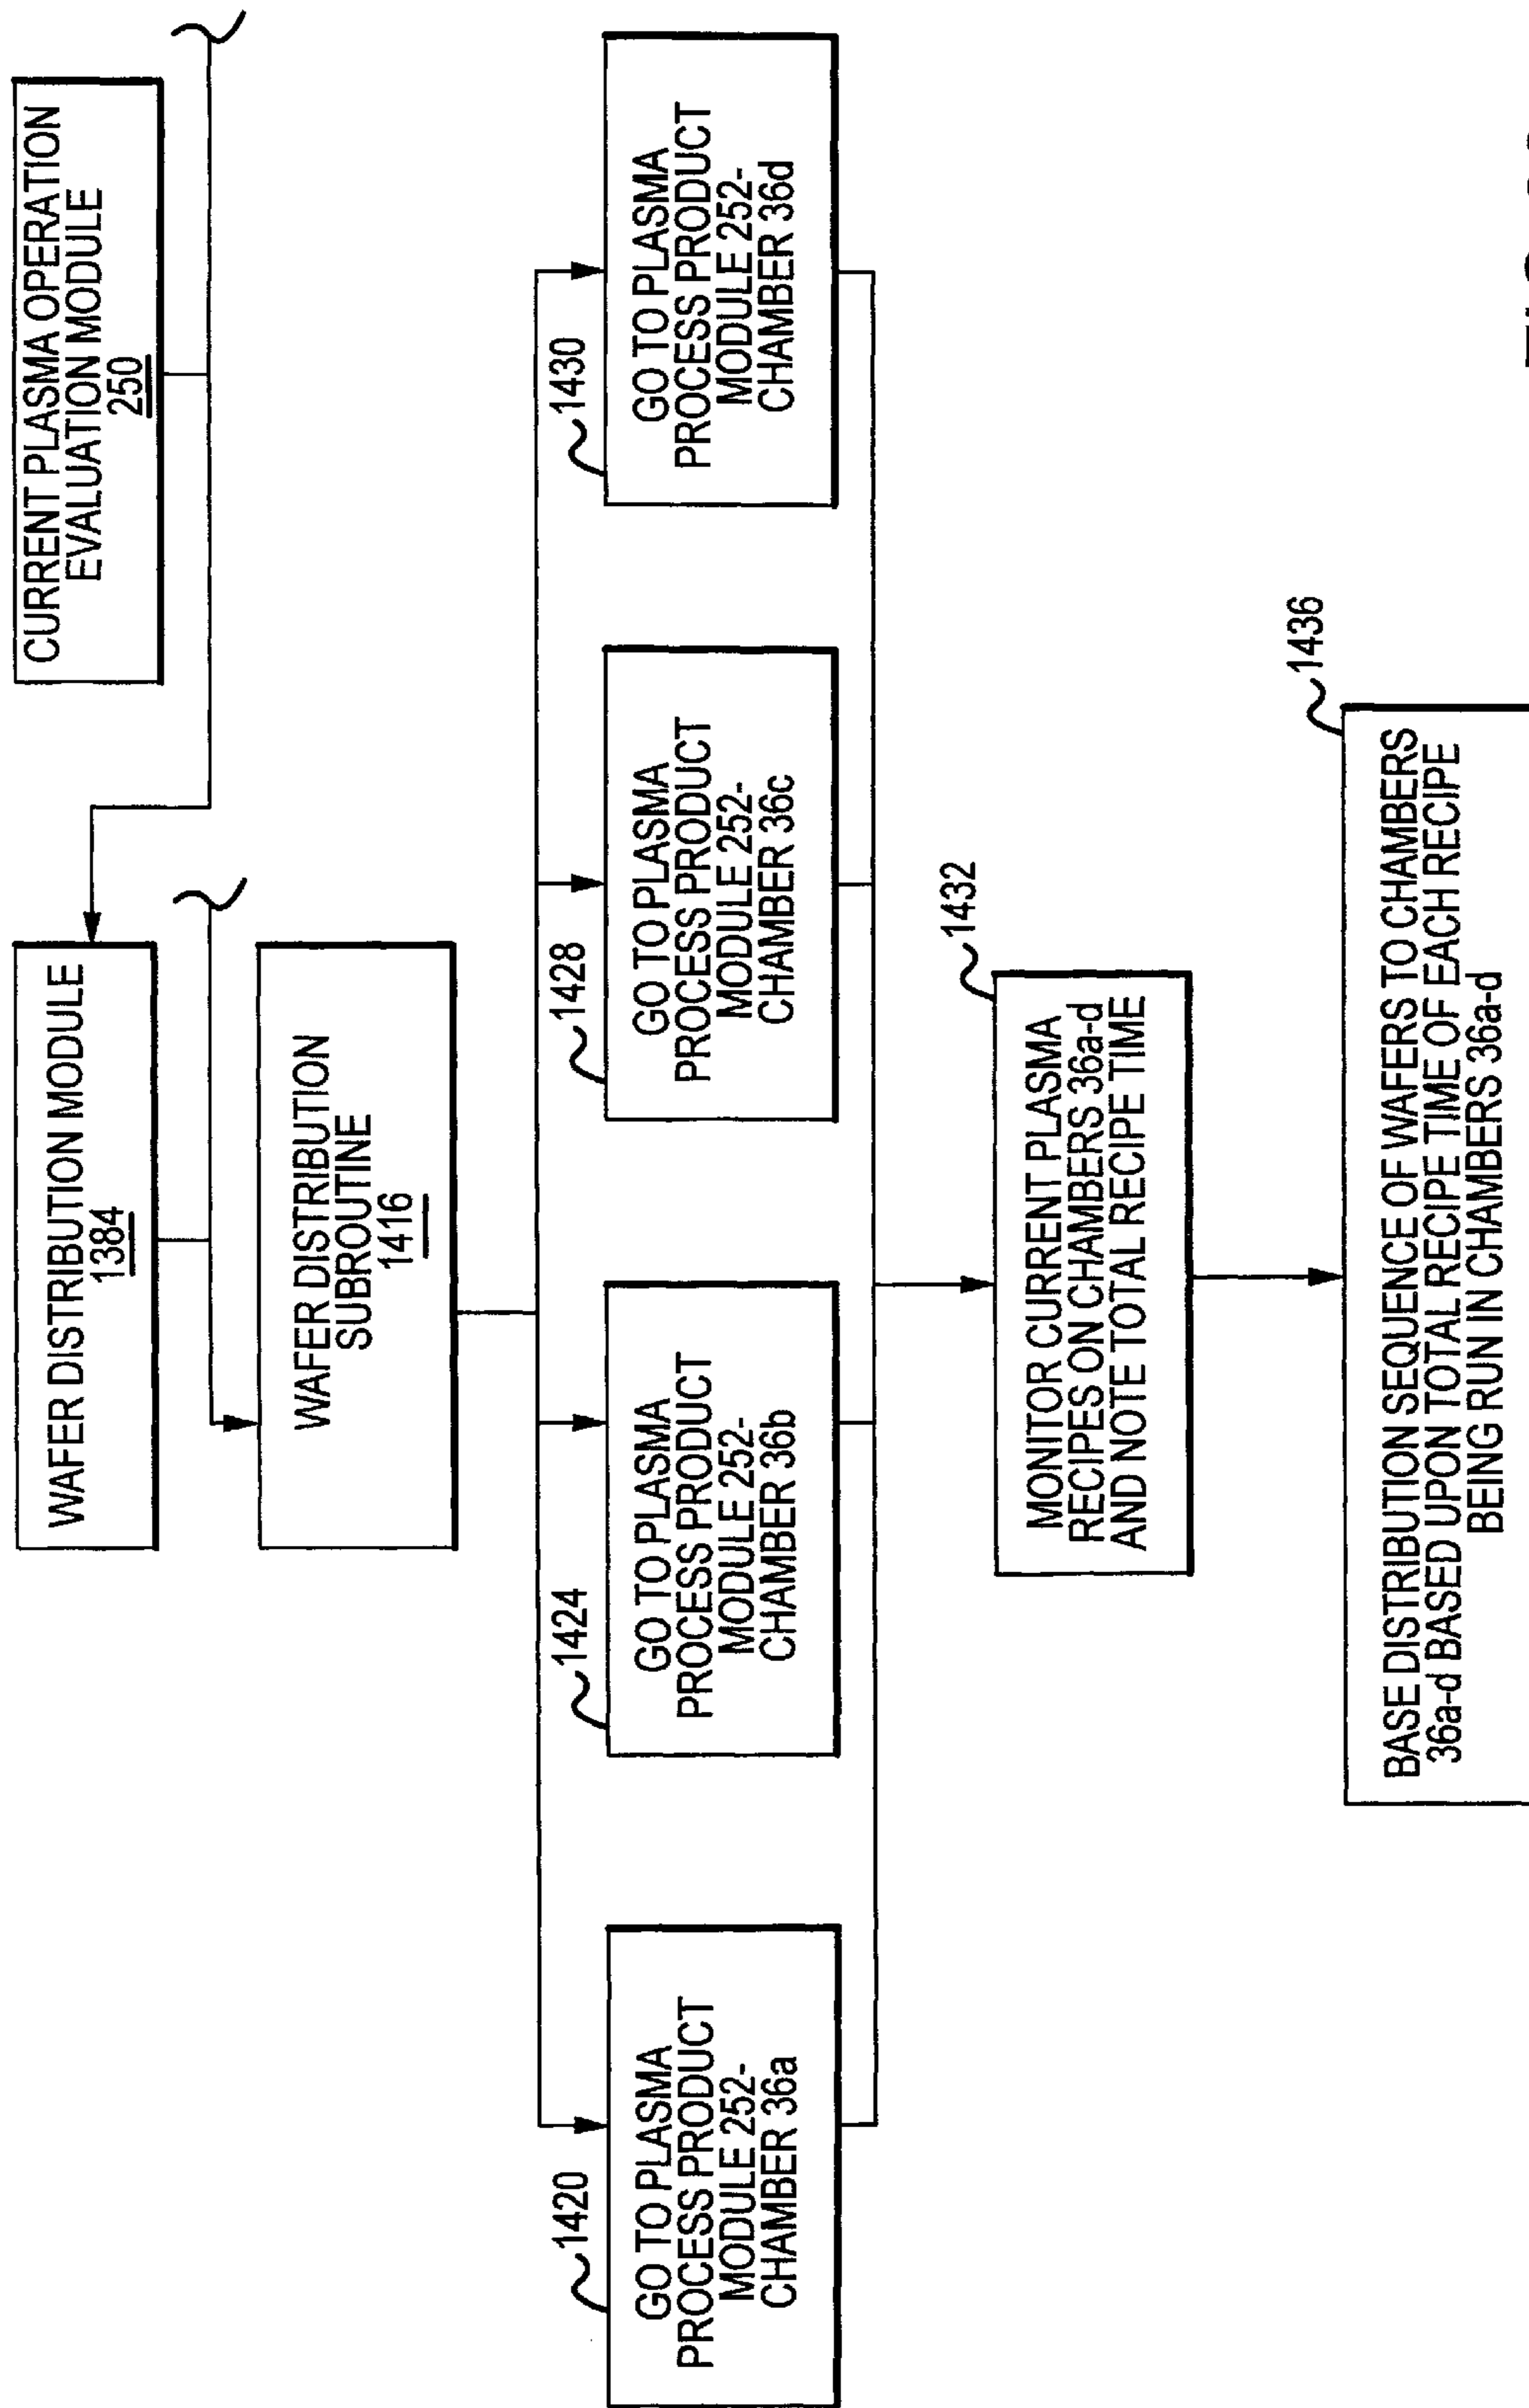 CURRENT PLASMA OPERATION
EVALUATION MODULE
250
WAFER DISTRIBUTION MODULE
1384
WAFER DISTRIBUTION
SUBROUTINE
1416
1420
GO TO PLASMA
PROCESS PRODUCT
MODULE 252-
CHAMBER 36a
1424
GO TO PLASMA
PROCESS PRODUCT
MODULE 252-
CHAMBER 36b
1428
GO TO PLASMA
PROCESS PRODUCT
MODULE 252-
CHAMBER 36c
1430
GO TO PLASMA
PROCESS PRODUCT
MODULE 252-
CHAMBER 36d
1432
MONITOR CURRENT PLASMA
RECIPES ON CHAMBERS 36a-d
AND NOTE TOTAL RECIPE TIME
1436
BASE DISTRIBUTION SEQUENCE OF WAFERS TO CHAMBERS
36a-d BASED UPON TOTAL RECIPE TIME OF EACH RECIPE
BEING RUN IN CHAMBERS 36a-d